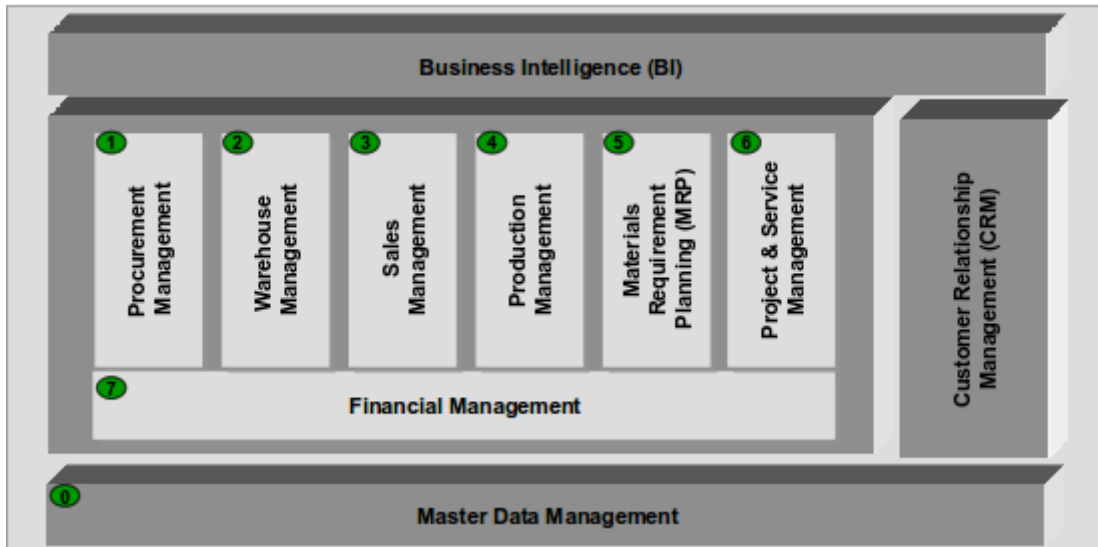 Business Intelligence (BI)
1
Procurement
Management
2
Warehouse
Management
3
Sales
Management
4
Production
Management
5
Materials
Requirement
Planning (MRP)
6
Project & Service
Management
7
Financial Management
Customer Relationship
Management (CRM)
0
Master Data Management